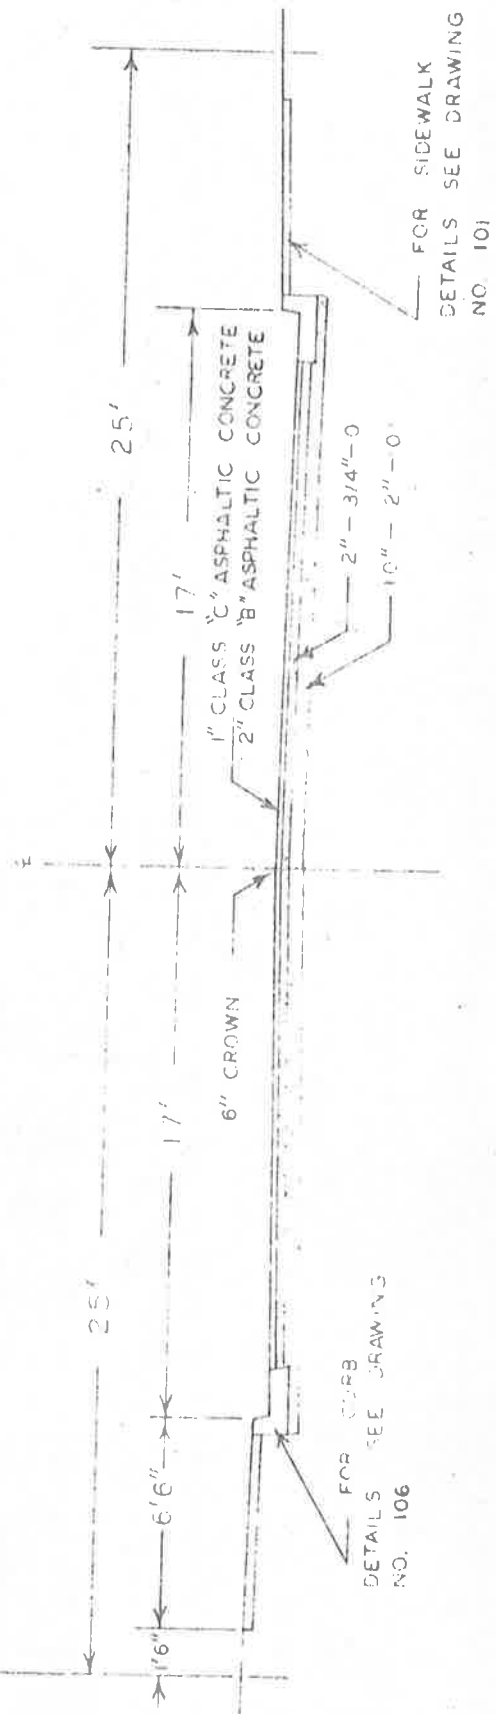 25'
25'
17'
17'
6'6"
1'6"
6" CROWN
1" CLASS "C" ASPHALTIC CONCRETE
2" CLASS "B" ASPHALTIC CONCRETE
2"-3/4"-0
10"-2"-0
FOR CURB
DETAILS SEE DRAWING
NO. 106
FOR SIDEWALK
DETAILS SEE DRAWING
NO. 101